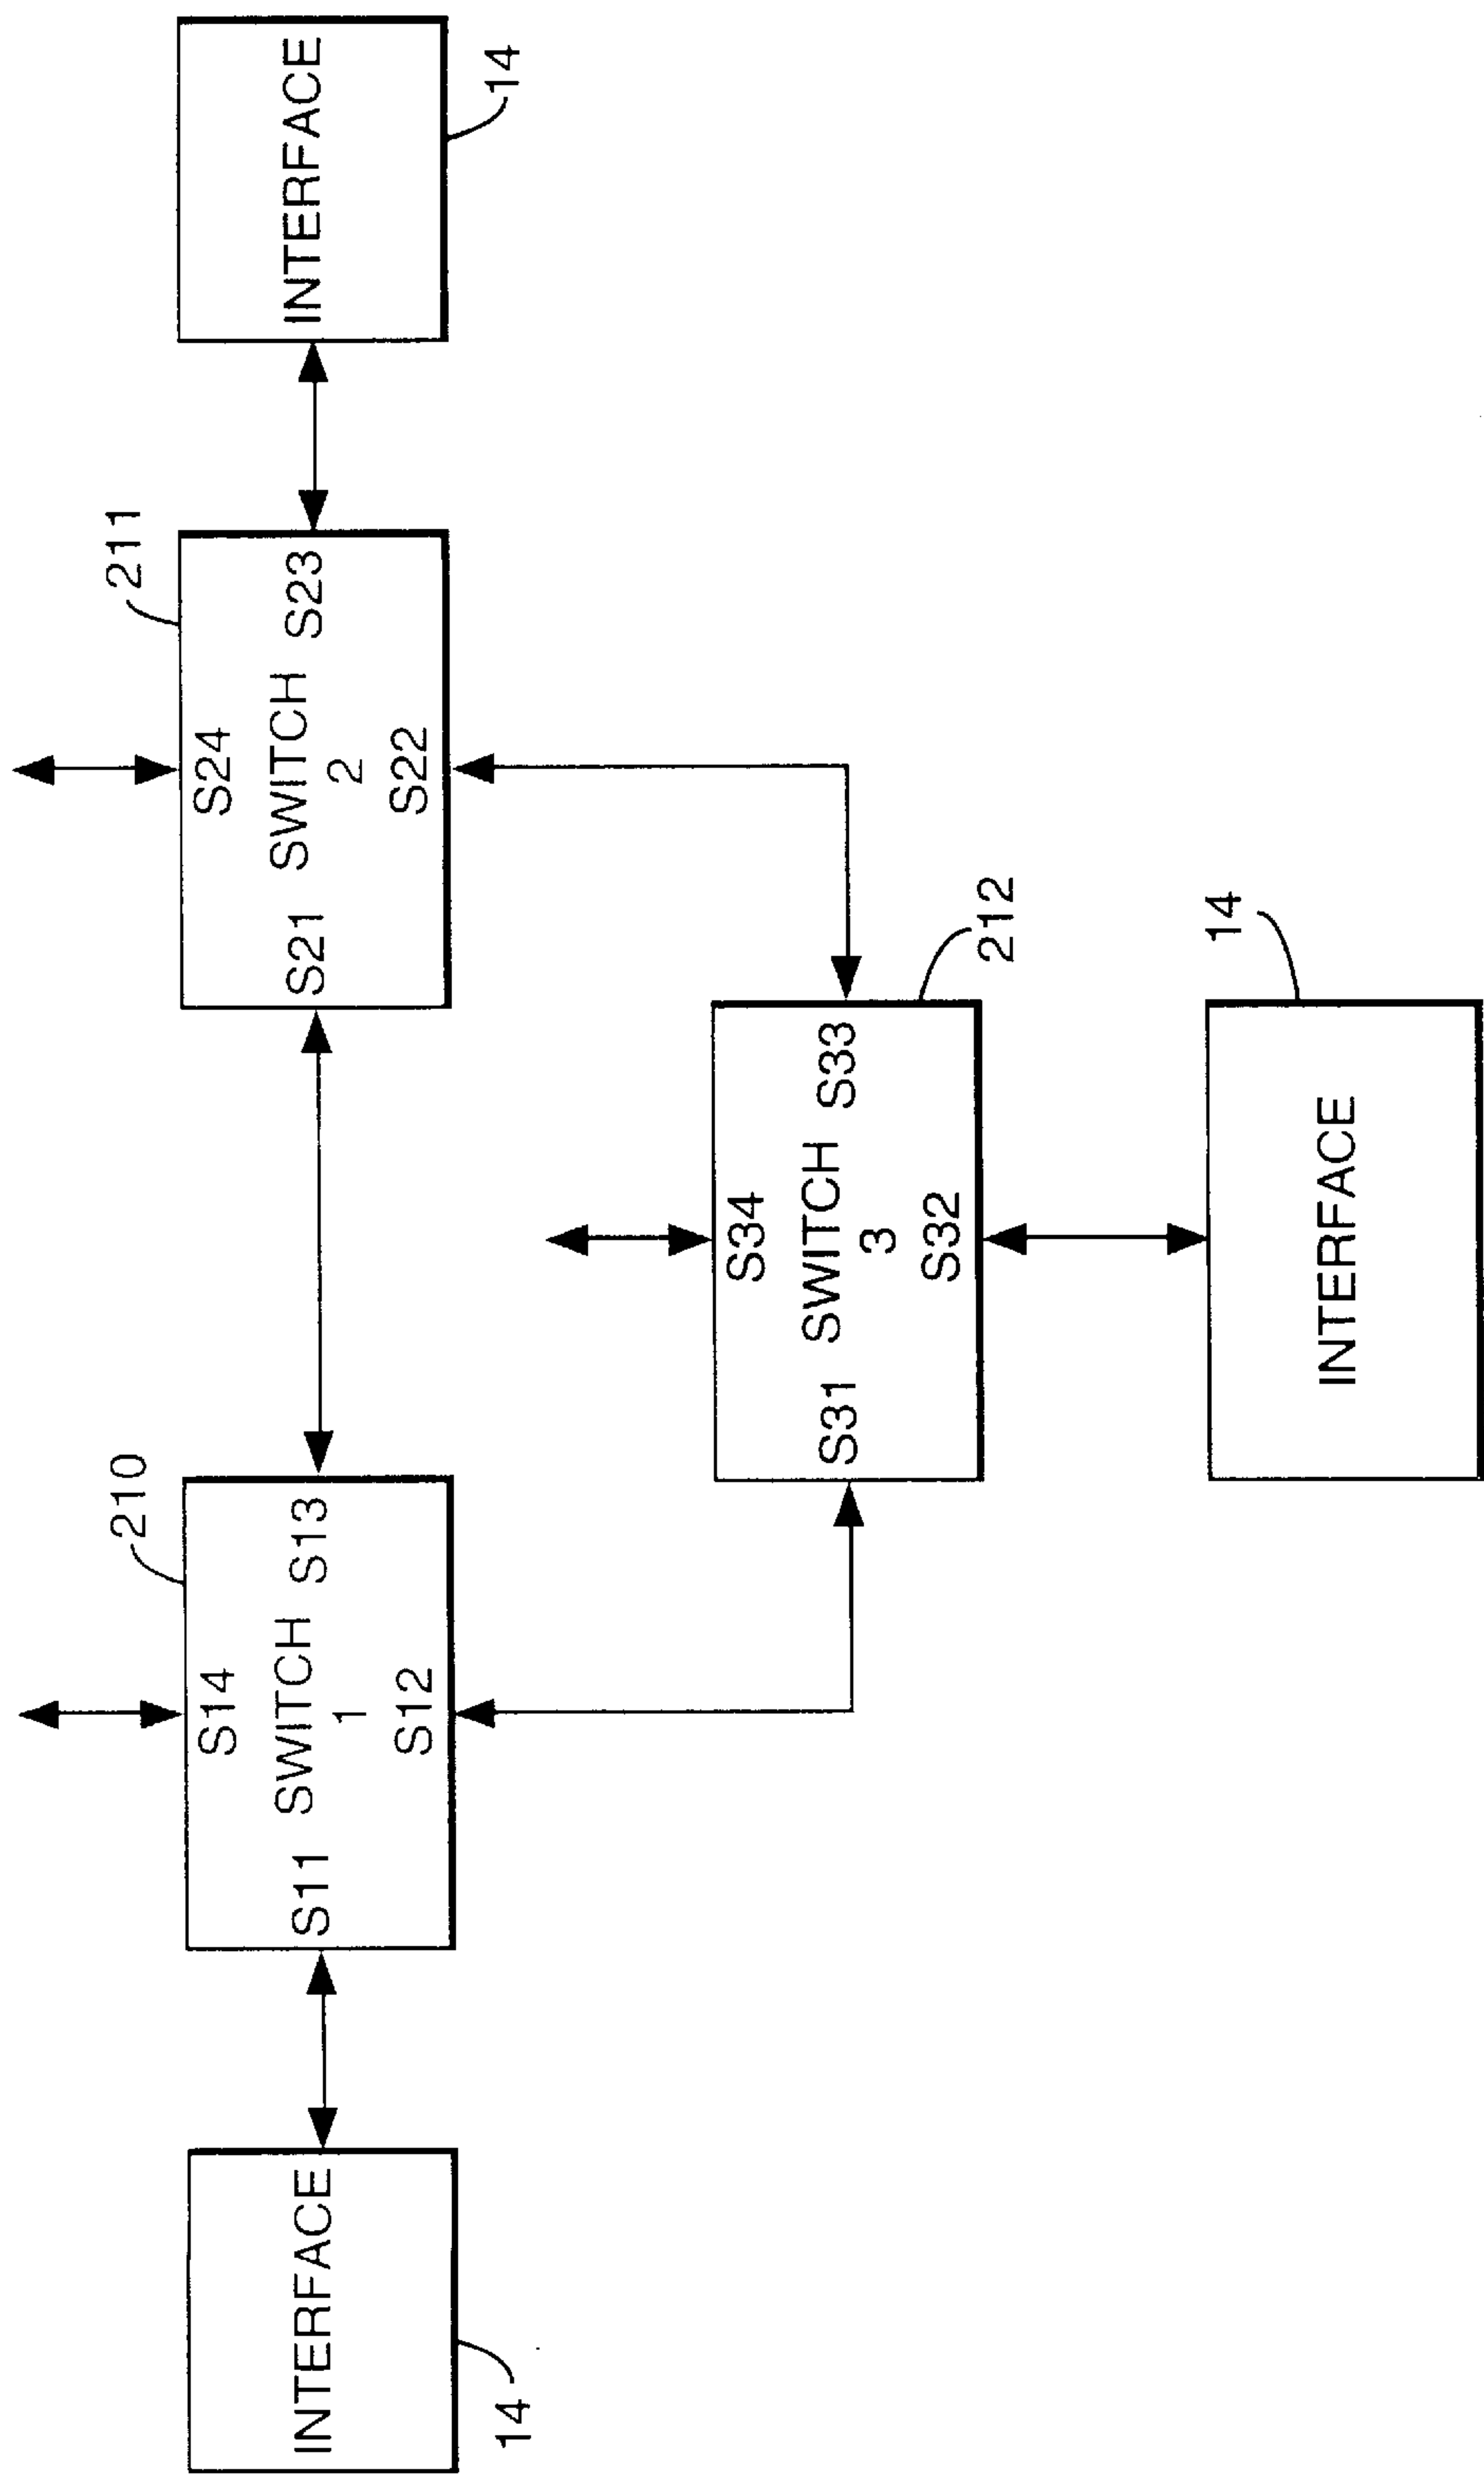 210
211
S14
S24
INTERFACE
S11 SWITCH S13
1
S12
S21 SWITCH S23
2
S22
INTERFACE
14
14
S34
S31 SWITCH S33
3
S32
212
14
INTERFACE